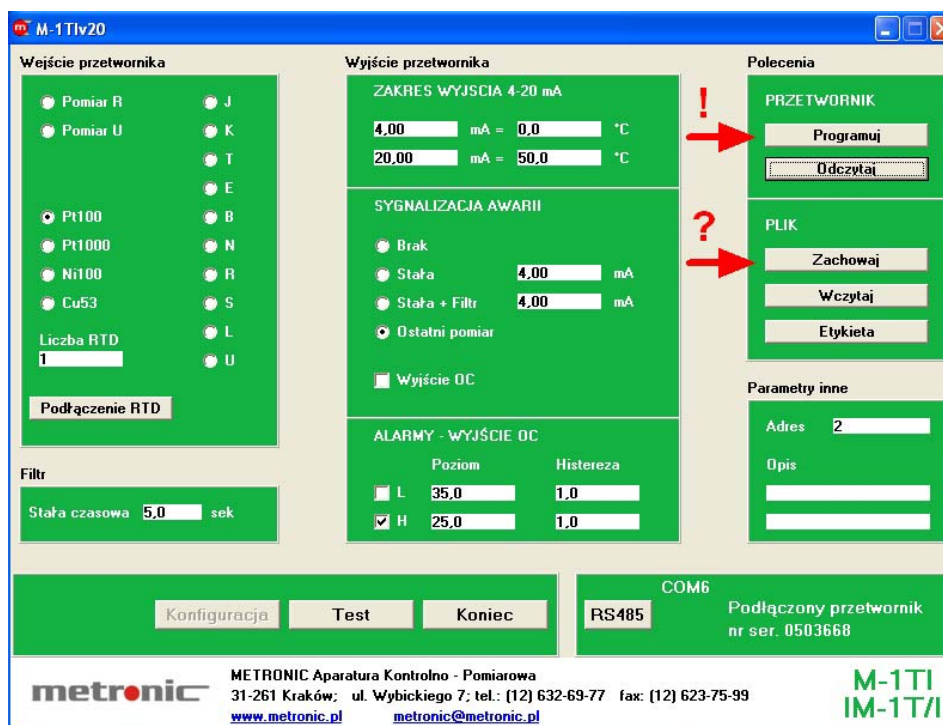 M-1TIv20
Wejście przetwornika
Pomiar R
Pomiar U
Pt100
Pt1000
Ni100
Cu53
J
K
T
E
B
N
R
S
L
U
Liczba RTD
1
Podłączenie RTD
Filtr
Stała czasowa 5,0 sek
Wyjście przetwornika
ZAKRES WYJSCIA 4-20 mA
4,00 mA = 0,0 °C
20,00 mA = 50,0 °C
SYGNALIZACJA AWARII
Brak
Stała 4,00 mA
Stała + Filtr 4,00 mA
Ostatni pomiar
Wyjście OC
ALARMY - WYJŚCIE OC
Poziom Histereza
L 35,0 1,0
H 25,0 1,0
!
?
Polecenia
PRZETWORNIK
Programuj
Odczytaj
PLIK
Zachowaj
Wczytaj
Etykieta
Parametry inne
Adres 2
Opis
Konfiguracja Test Koniec
COM6
RS485
Podłączony przetwornik
nr ser. 0503668
metronic
METRONIC Aparatura Kontrolno - Pomiarowa
31-261 Kraków; ul. Wybickiego 7; tel.: (12) 632-69-77 fax: (12) 623-75-99
www.metronic.pl metronic@metronic.pl
M-1TI
IM-1T/I